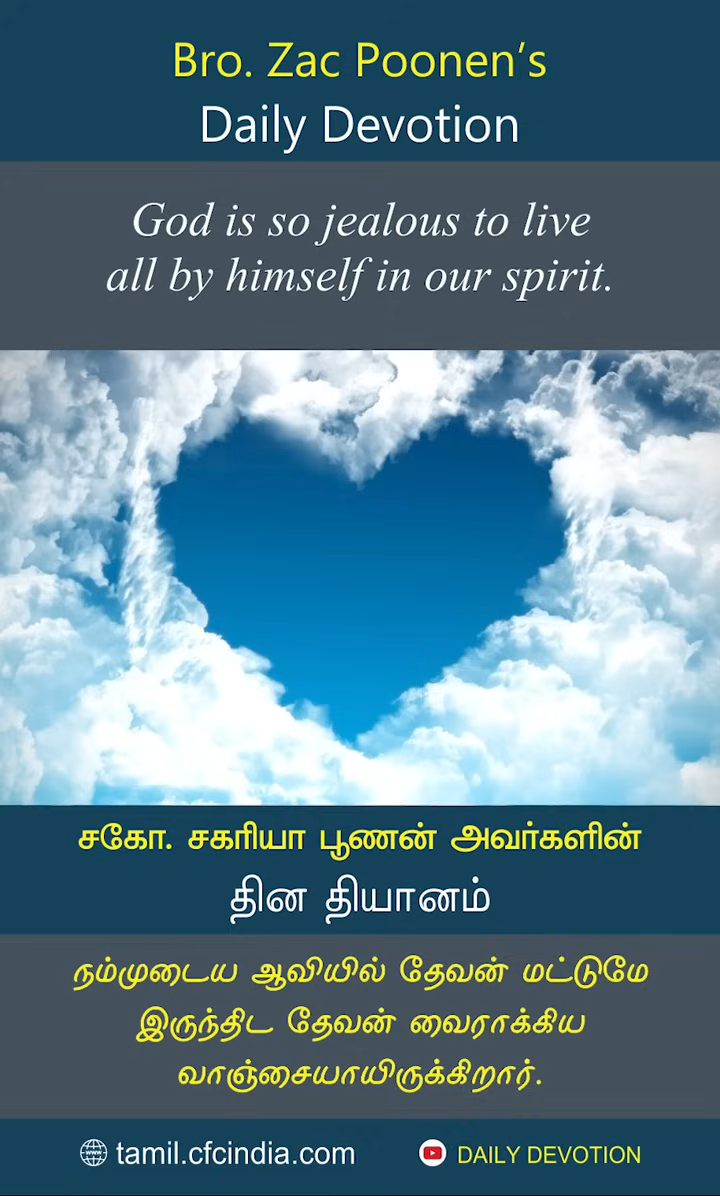 Bro. Zac Poonen's
Daily Devotion
God is so jealous to live
all by himself in our spirit.
சகோ. சகரியா பூணன் அவர்களின்
தின தியானம்
நம்முடைய ஆவியில் தேவன் மட்டுமே
இருந்திட தேவன் வைராக்கிய
வாஞ்சையாயிருக்கிறார்.
tamil.cfcindia.com
DAILY DEVOTION